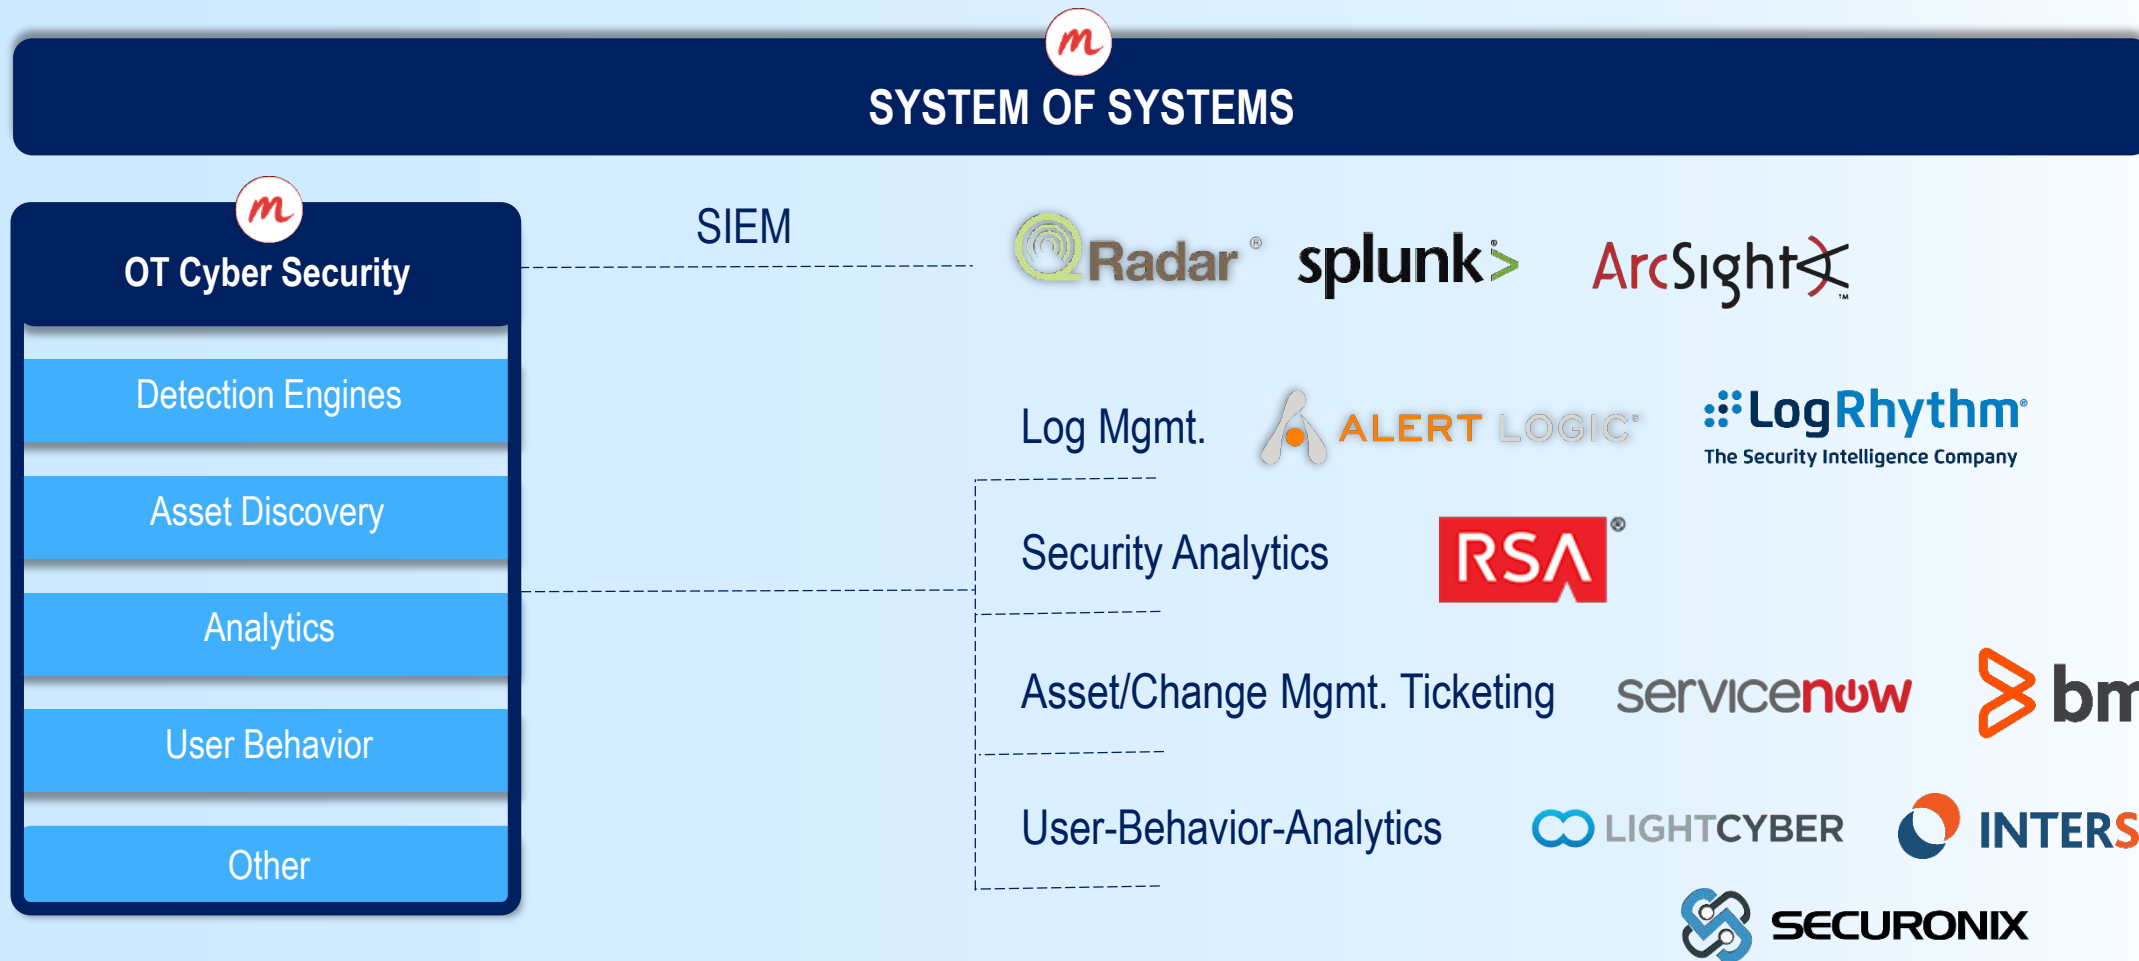 m
SYSTEM OF SYSTEMS
m
OT Cyber Security
Detection Engines
Asset Discovery
Analytics
User Behavior
Other
SIEM
QRadar® splunk>® ArcSight™
Log Mgmt. ALERT LOGIC® LogRhythm®
The Security Intelligence Company
Security Analytics RSA®
Asset/Change Mgmt. Ticketing servicenow
User-Behavior-Analytics LIGHTCYBER
SECURONIX